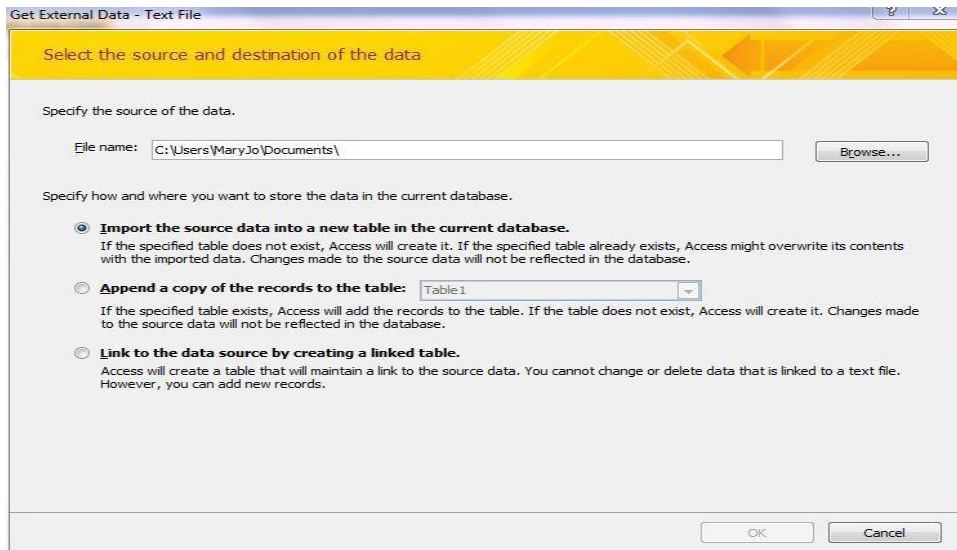 Get External Data - Text File
Select the source and destination of the data
Specify the source of the data.
File name: C:\Users\MaryJo\Documents\ Browse...
Specify how and where you want to store the data in the current database.
Import the source data into a new table in the current database.
If the specified table does not exist, Access will create it. If the specified table already exists, Access might overwrite its contents
with the imported data. Changes made to the source data will not be reflected in the database.
Append a copy of the records to the table: Table1
If the specified table exists, Access will add the records to the table. If the table does not exist, Access will create it. Changes made
to the source data will not be reflected in the database.
Link to the data source by creating a linked table.
Access will create a table that will maintain a link to the source data. You cannot change or delete data that is linked to a text file.
However, you can add new records.
OK Cancel